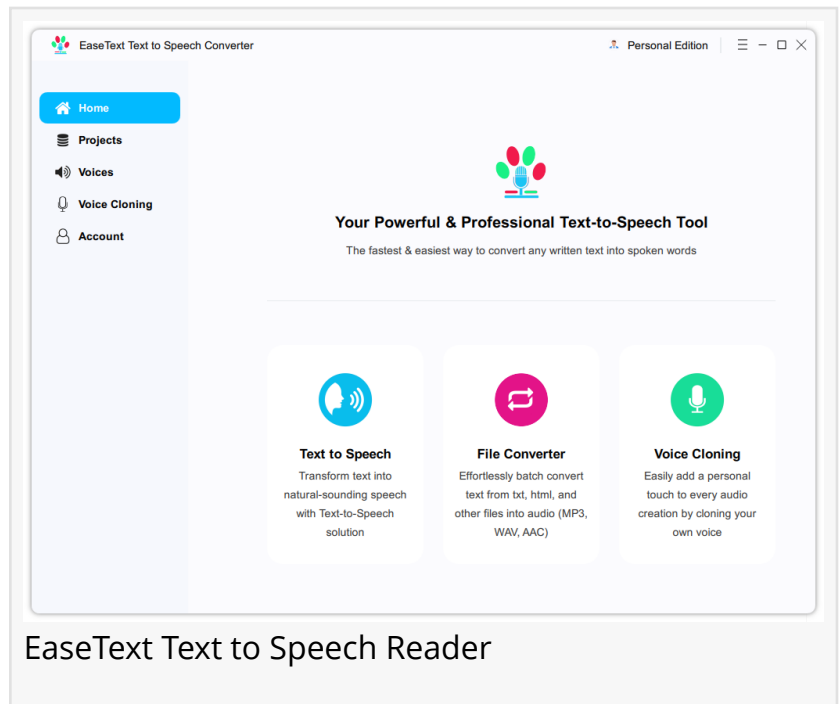 EaseText Text to Speech Converter
Personal Edition
Home
Projects
Voices
Voice Cloning
Account
Your Powerful & Professional Text-to-Speech Tool
The fastest & easiest way to convert any written text into spoken words
Text to Speech
Transform text into
natural-sounding speech
with Text-to-Speech
solution
File Converter
Effortlessly batch convert
text from txt, html, and
other files into audio (MP3,
WAV, AAC)
Voice Cloning
Easily add a personal
touch to every audio
creation by cloning your
own voice
EaseText Text to Speech Reader